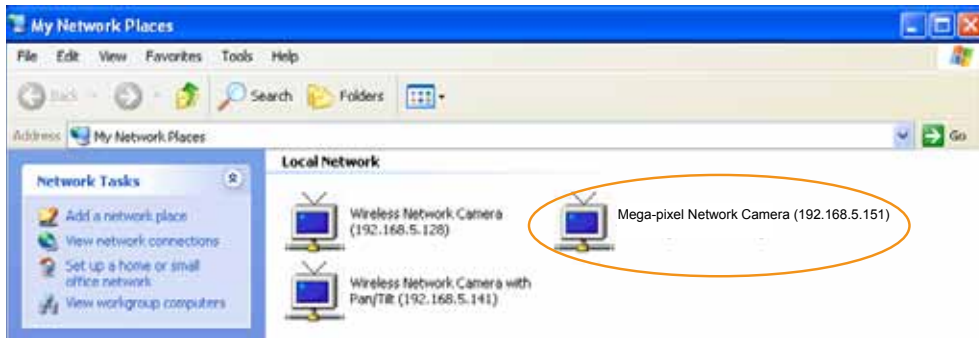 My Network Places
File Edit View Favorites Tools Help
Back Search Folders
Address My Network Places Go
Local Network
Network Tasks
Add a network place
View network connections
Set up a home or small
office network
View workgroup computers
Wireless Network Camera
(192.168.5.128)
Mega-pixel Network Camera (192.168.5.151)
Wireless Network Camera with
Pan/Tilt (192.168.5.141)